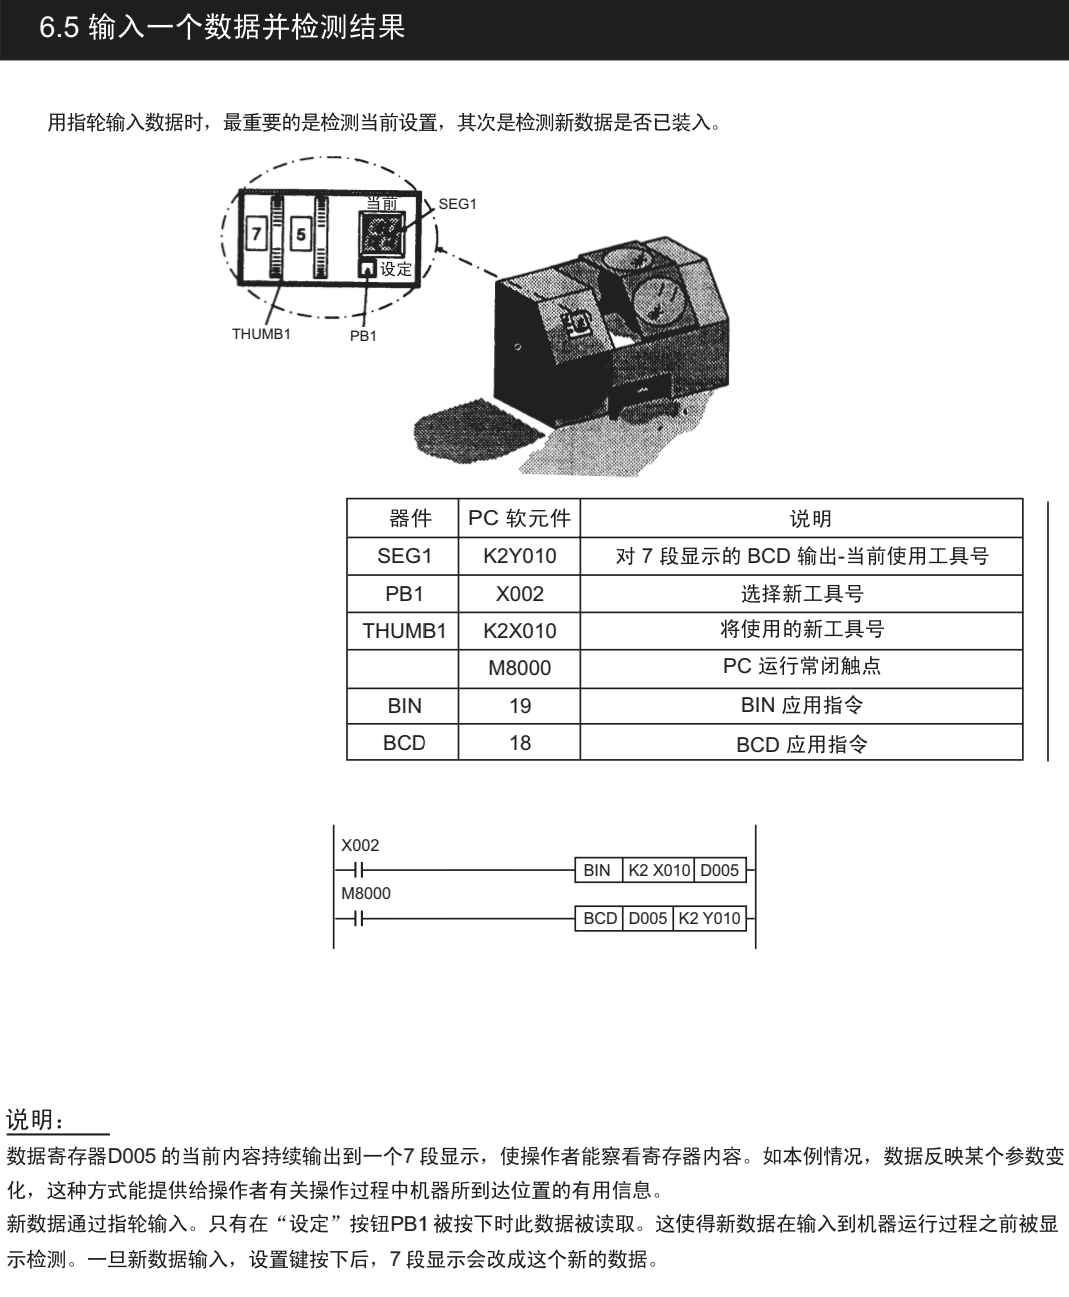 6.5 输入一个数据并检测结果
用指轮输入数据时，最重要的是检测当前设置，其次是检测新数据是否已装入。
当前
SEG1
7 5
设定
THUMB1 PB1
器件 PC 软元件 说明
SEG1 K2Y010 对 7 段显示的 BCD 输出-当前使用工具号
PB1 X002 选择新工具号
THUMB1 K2X010 将使用的新工具号
M8000 PC 运行常闭触点
BIN 19 BIN 应用指令
BCD 18 BCD 应用指令
X002
BIN K2 X010 D005
M8000
BCD D005 K2 Y010
说明：
数据寄存器D005 的当前内容持续输出到一个7 段显示，使操作者能察看寄存器内容。如本例情况，数据反映某个参数变
化，这种方式能提供给操作者有关操作过程中机器所到达位置的有用信息。
新数据通过指轮输入。只有在“设定”按钮PB1 被按下时此数据被读取。这使得新数据在输入到机器运行过程之前被显
示检测。一旦新数据输入，设置键按下后，7 段显示会改成这个新的数据。